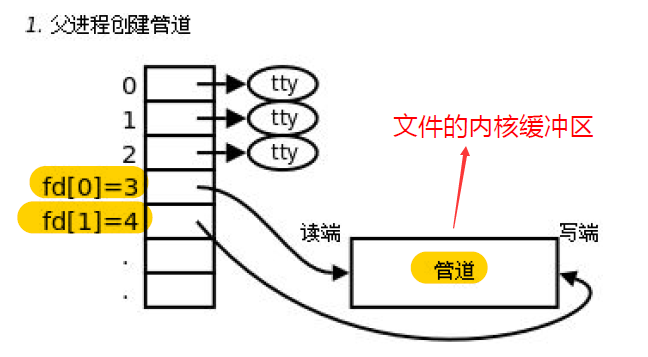 1. 父进程创建管道
0
tty
1
tty
文件的内核缓冲区
2
tty
fd[0]=3
fd[1]=4
读端
写端
管道
.
.